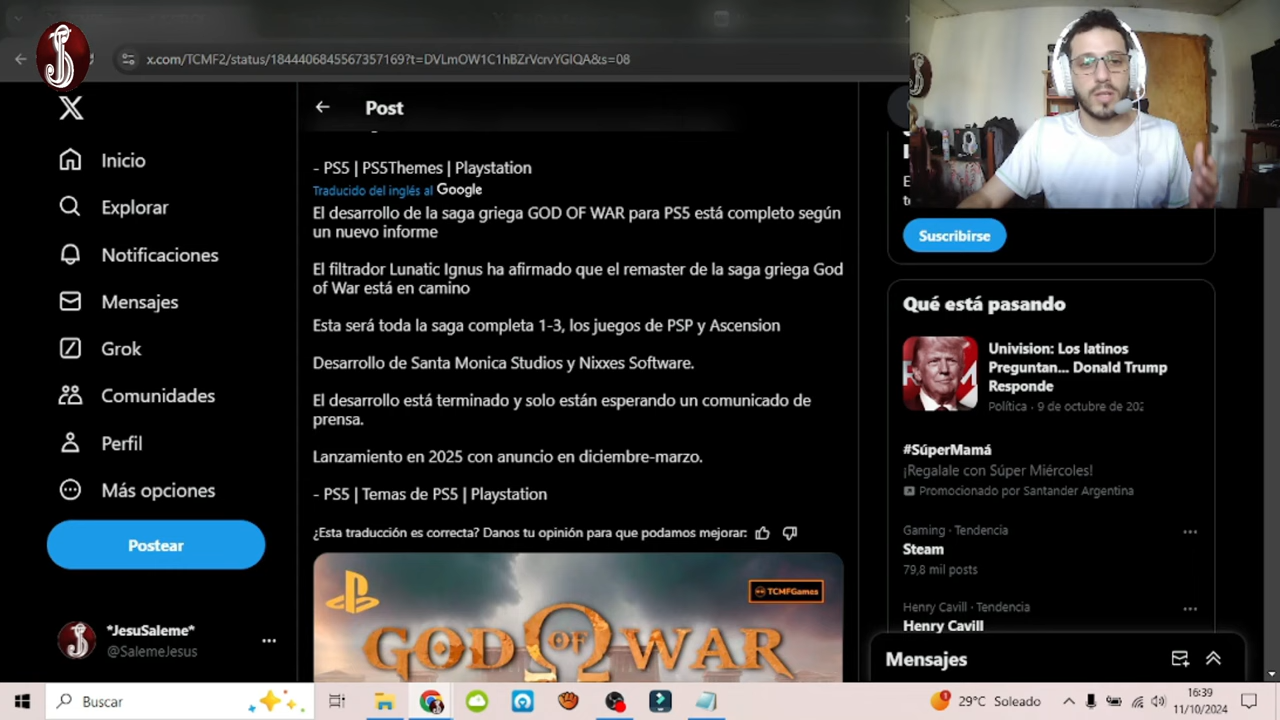 x.com/TCMF2/status/1844406845567357169?t=DVLmOW1C1hBZrVcrvYGlQA&s=08
Post
Inicio
Explorar
Notificaciones
Mensajes
Grok
Comunidades
Perfil
Más opciones
Postear
*JesuSaleme*
@SalemeJesus
- PS5 | PS5Themes | Playstation
Traducido del inglés al Google
El desarrollo de la saga griega GOD OF WAR para PS5 está completo según
un nuevo informe
El filtrador Lunatic Ignus ha afirmado que el remaster de la saga griega God
of War está en camino
Esta será toda la saga completa 1-3, los juegos de PSP y Ascension
Desarrollo de Santa Monica Studios y Nixxes Software.
El desarrollo está terminado y solo están esperando un comunicado de
prensa.
Lanzamiento en 2025 con anuncio en diciembre-marzo.
- PS5 | Temas de PS5 | Playstation
¿Esta traducción es correcta? Danos tu opinión para que podamos mejorar:
TCMFGames
GOD OF WAR
Suscribirse
Qué está pasando
Univision: Los latinos
Preguntan... Donald Trump
Responde
Política · 9 de octubre de 202
#SúperMamá
¡Regalale con Súper Miércoles!
Promocionado por Santander Argentina
Gaming · Tendencia
Steam
79,8 mil posts
Henry Cavill · Tendencia
Henry Cavill
Mensajes
Buscar
1
29°C Soleado
16:39
11/10/2024